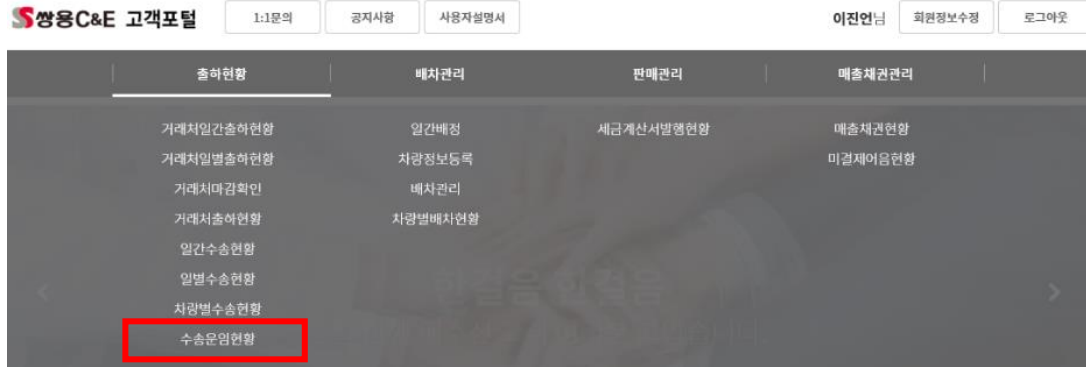 쌍용C&E 고객포털 1:1문의 공지사항 사용자설명서 이진언님 회원정보수정 로그아웃
출하현황 배차관리 판매관리 매출채권관리
거래처일간출하현황 일간배정 세금계산서발행현황 매출채권현황
거래처일별출하현황 차량정보등록 미결제어음현황
거래처마감확인 배차관리
거래처출하현황 차량별배차현황
일간수송현황
일별수송현황
차량별수송현황
수송운임현황